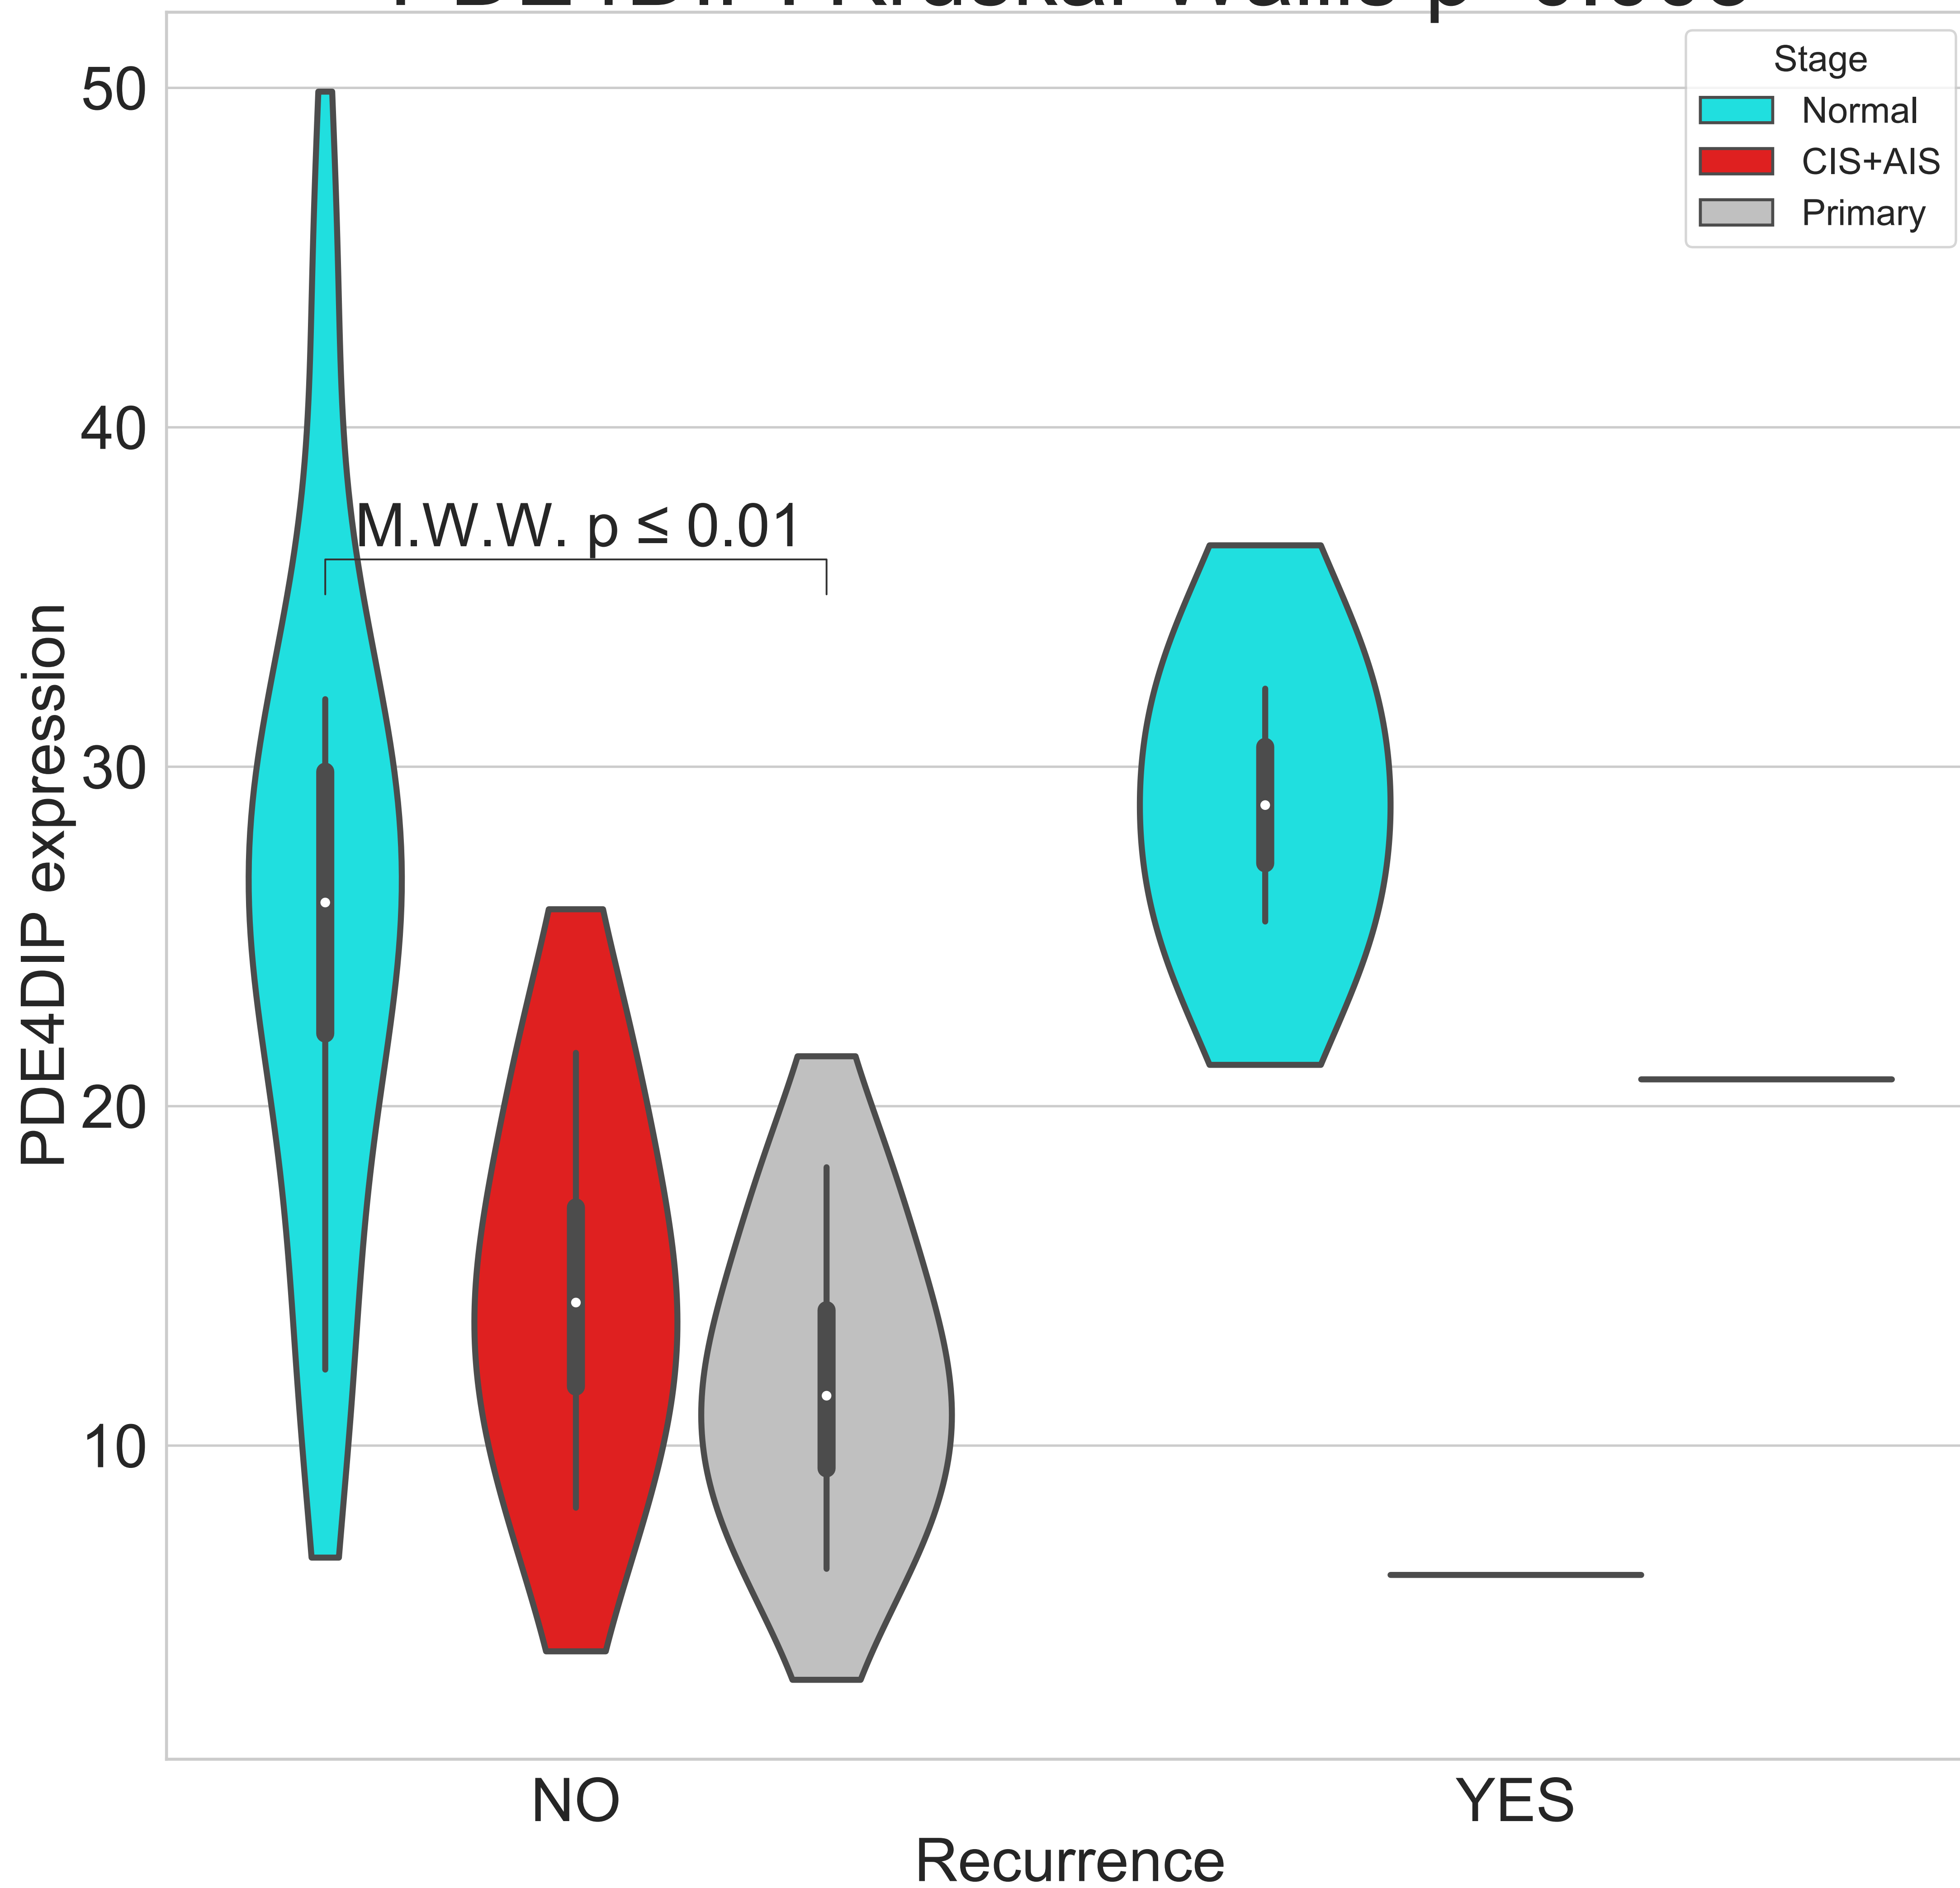 Stage
Normal
CIS+AIS
Primary
50
40
30
20
10
M.W.W. p ≤ 0.01
PDE4DIP expression
NO
YES
Recurrence